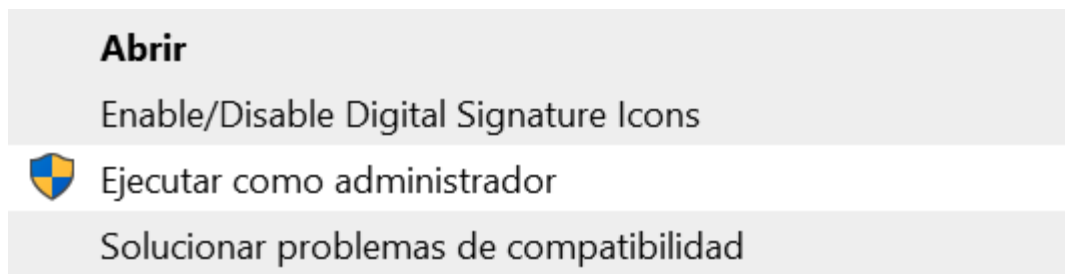 Abrir
Enable/Disable Digital Signature Icons
Ejecutar como administrador
Solucionar problemas de compatibilidad